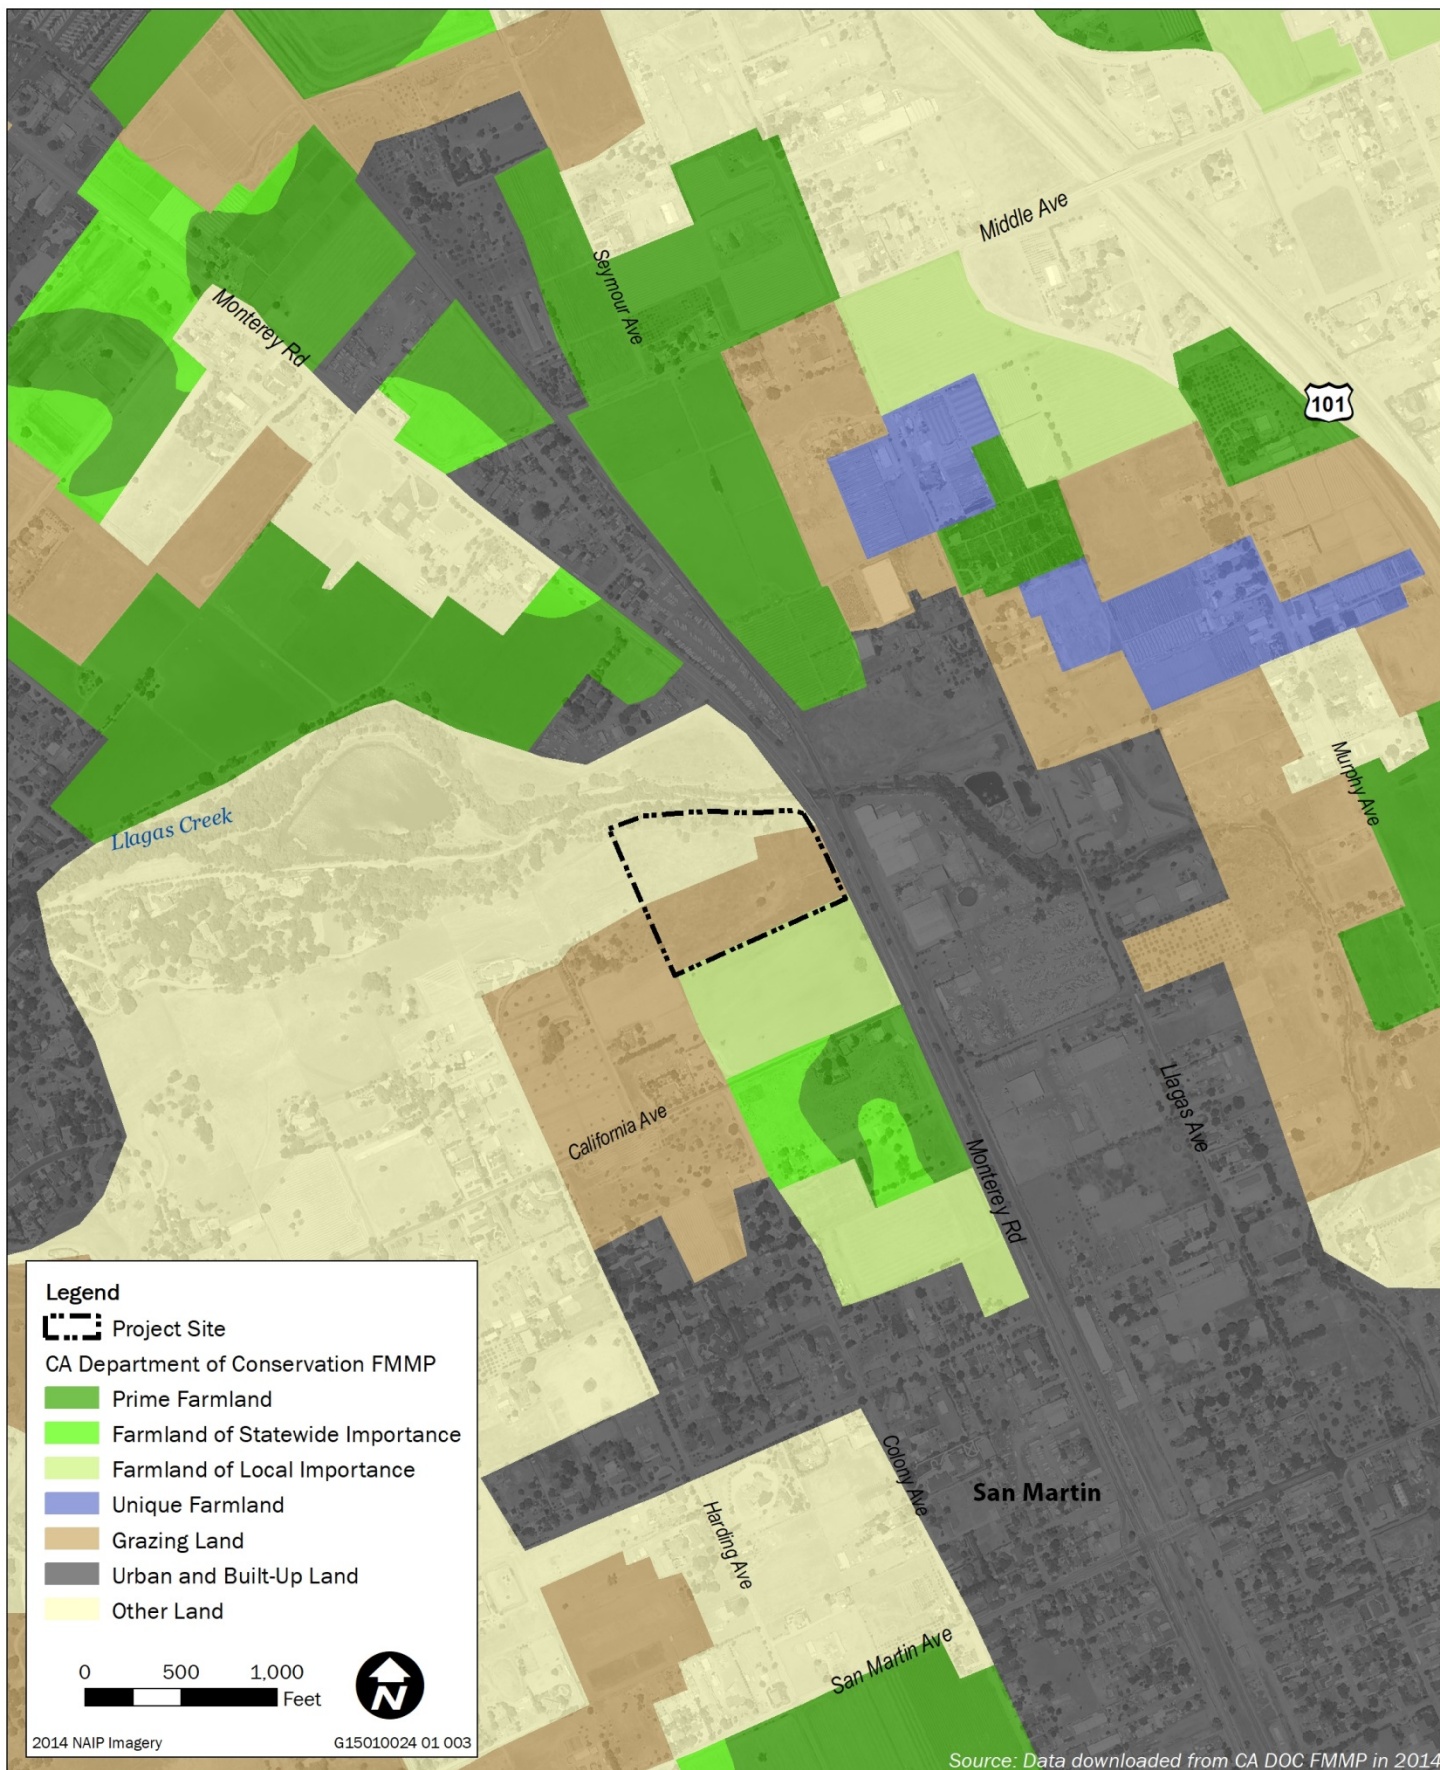 Middle Ave
Seymour Ave
Monterey Rd
101
Murphy Ave
Llagas Creek
Llagas Ave
California Ave
Monterey Rd
Colony Ave
San Martin
Harding Ave
San Martin Ave
Legend
Project Site
CA Department of Conservation FMMP
Prime Farmland
Farmland of Statewide Importance
Farmland of Local Importance
Unique Farmland
Grazing Land
Urban and Built-Up Land
Other Land
0 500 1,000
Feet
N
2014 NAIP Imagery G15010024 01 003
Source: Data downloaded from CA DOC FMMP in 2014